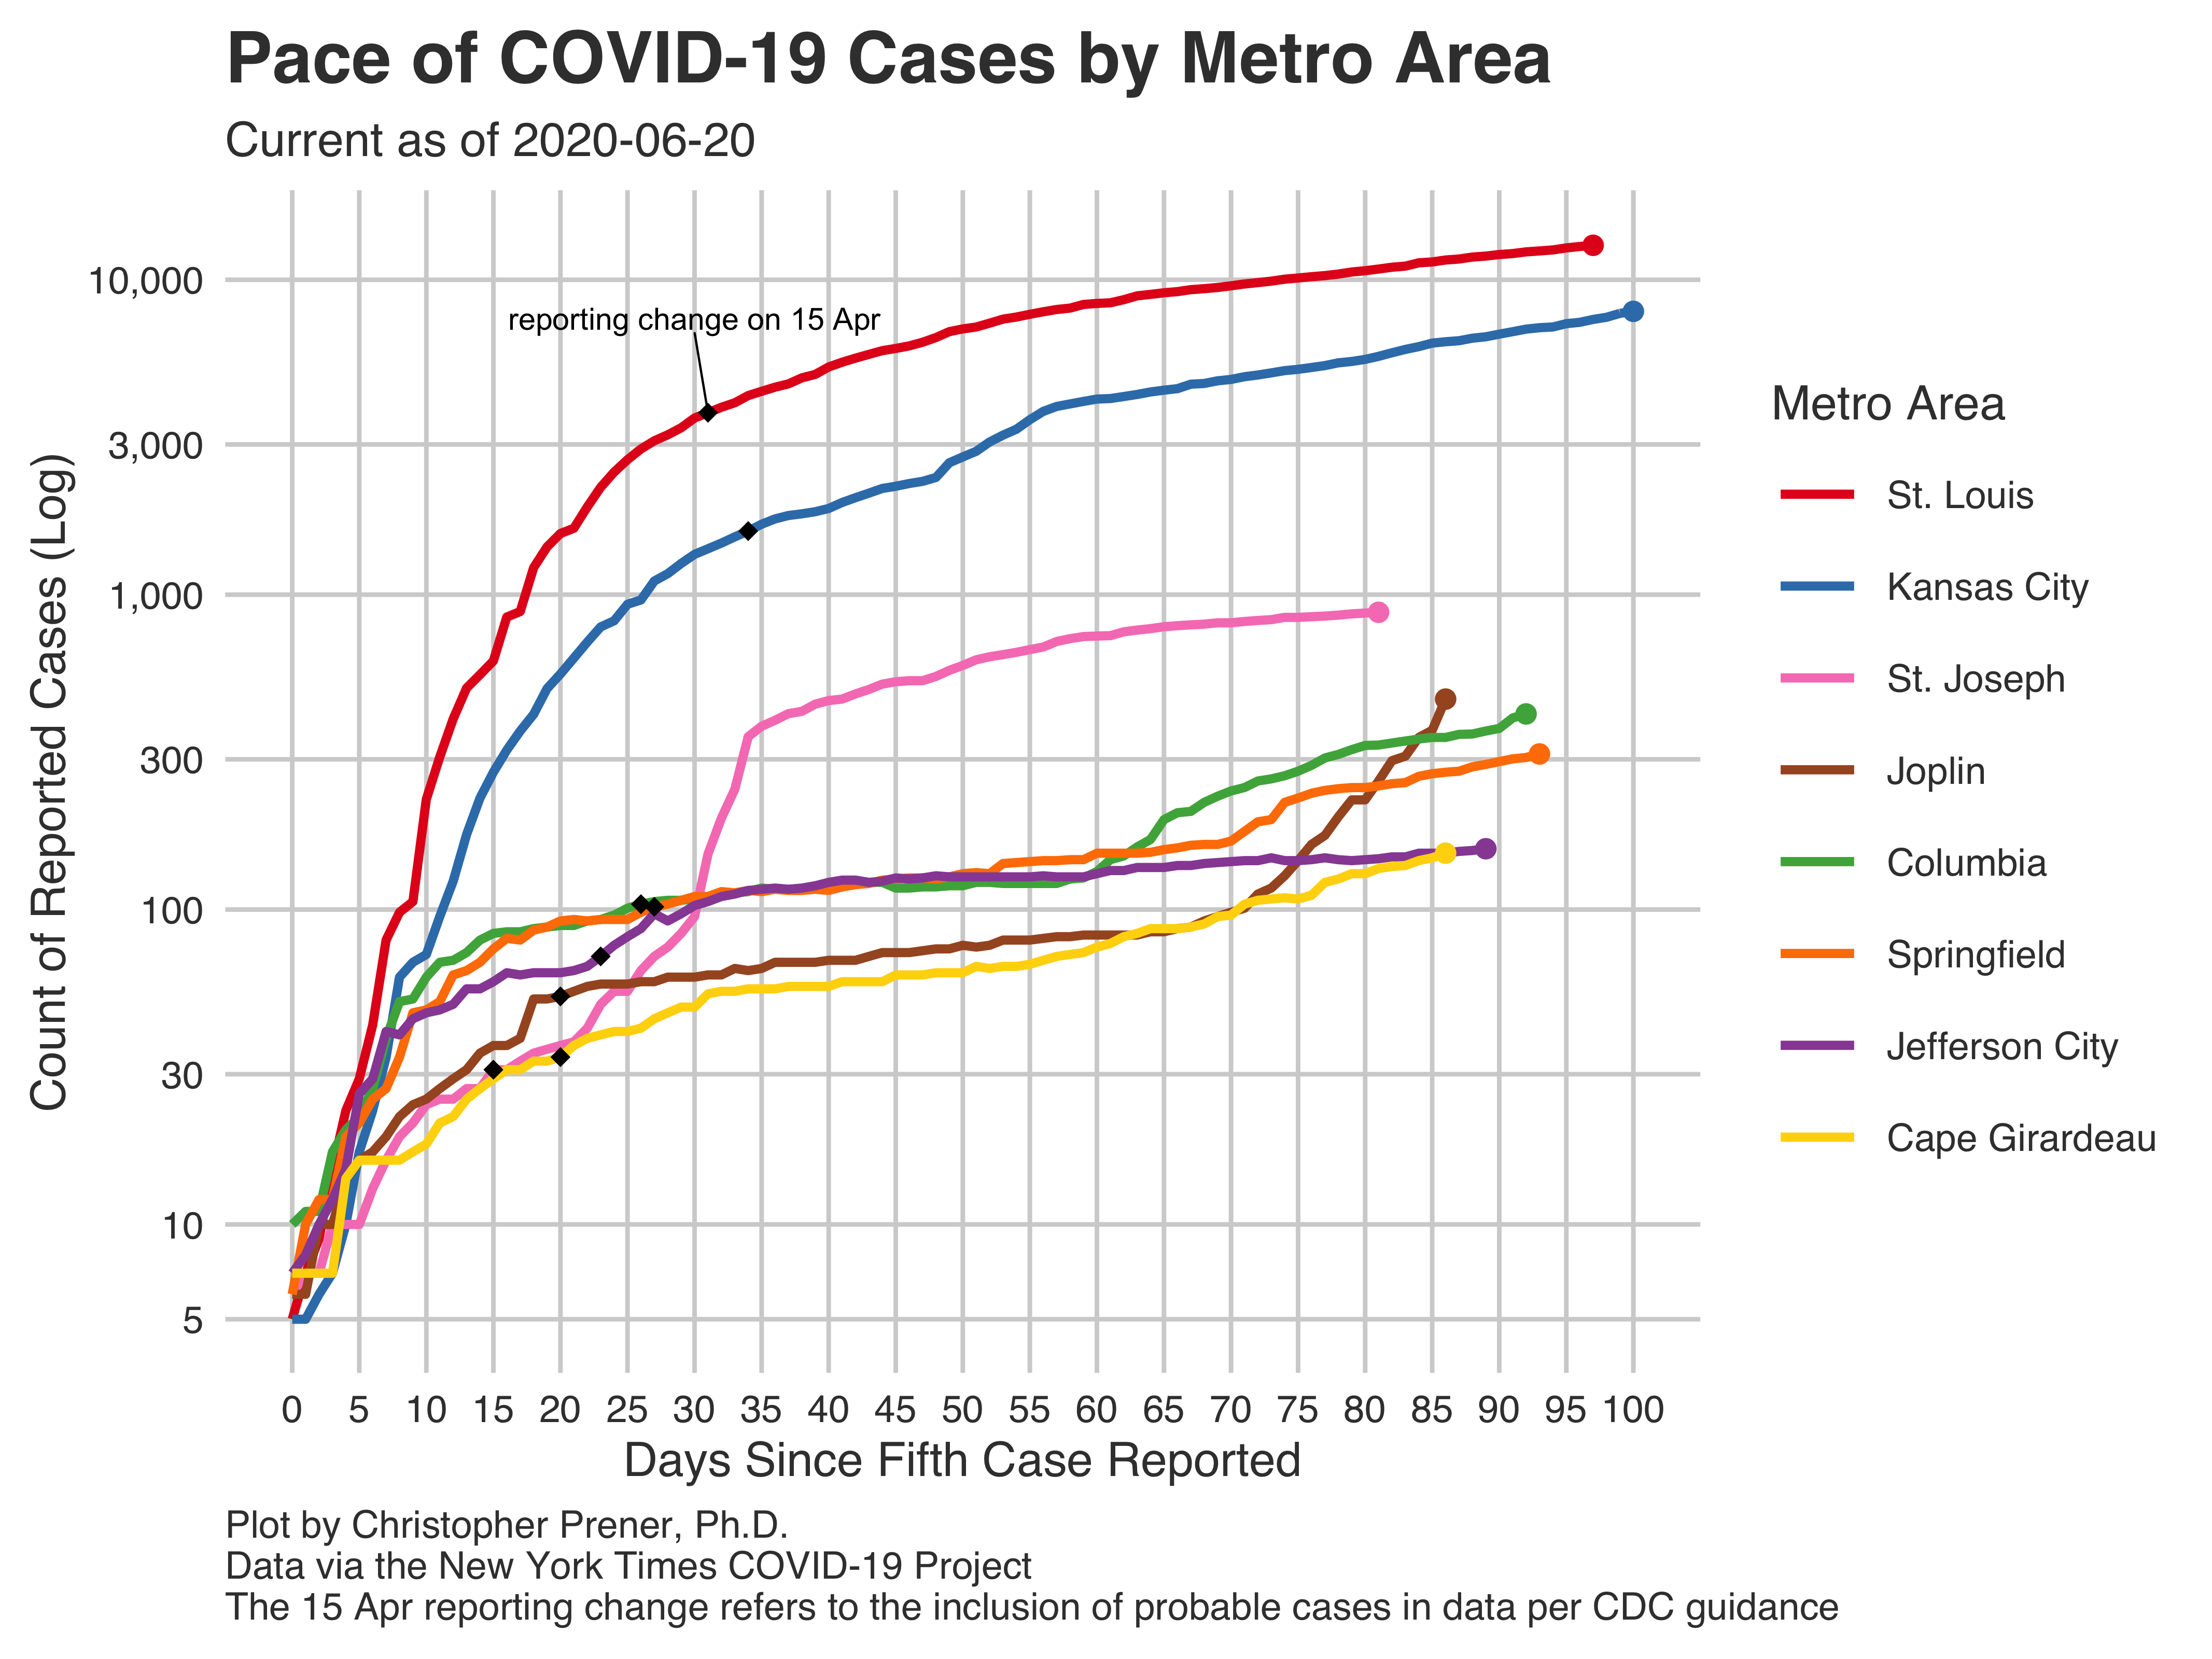 Pace of COVID-19 Cases by Metro Area
Current as of 2020-06-20
10,000
3,000
1,000
300
100
30
10
5
Count of Reported Cases (Log)
reporting change on 15 Apr
0 5 10 15 20 25 30 35 40 45 50 55 60 65 70 75 80 85 90 95 100
Days Since Fifth Case Reported
Metro Area
St. Louis
Kansas City
St. Joseph
Joplin
Columbia
Springfield
Jefferson City
Cape Girardeau
Plot by Christopher Prener, Ph.D.
Data via the New York Times COVID-19 Project
The 15 Apr reporting change refers to the inclusion of probable cases in data per CDC guidance